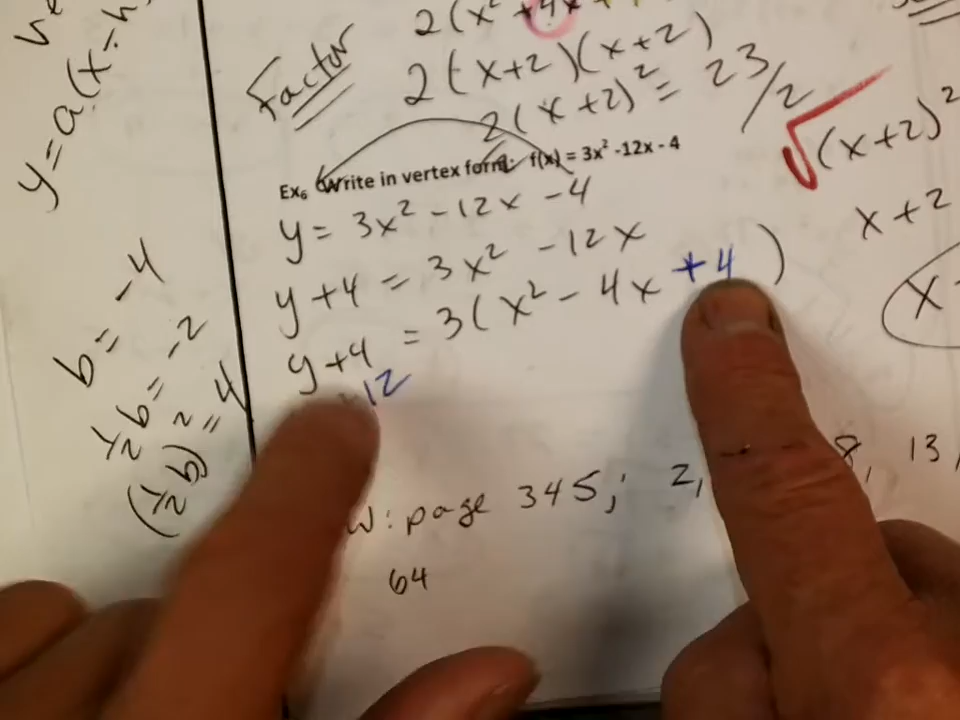 y = a(x - h
2(x² + 4x +
Factor
2(x+2)(x+2)
2(x+2)² = 23/2
√(x+2)²
x+2
x -
Ex₆ Write in vertex form: f(x) = 3x² -12x - 4
y = 3x² - 12x - 4
y + 4 = 3x² - 12x
y + 4 = 3(x² - 4x + 4 )
12
b = -4
½b = -2
(½b)² = 4
W: page 345; 2, 8, 13,
64